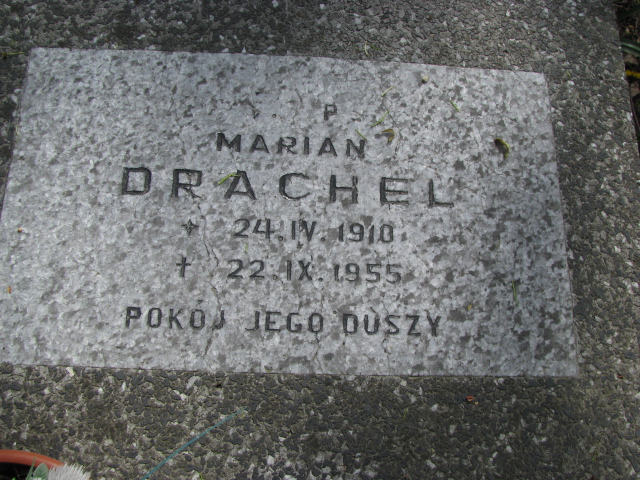 P
MARIAN
DRACHEL
* 24.IV.1910
† 22.IX.1955
POKÓJ JEGO DUSZY